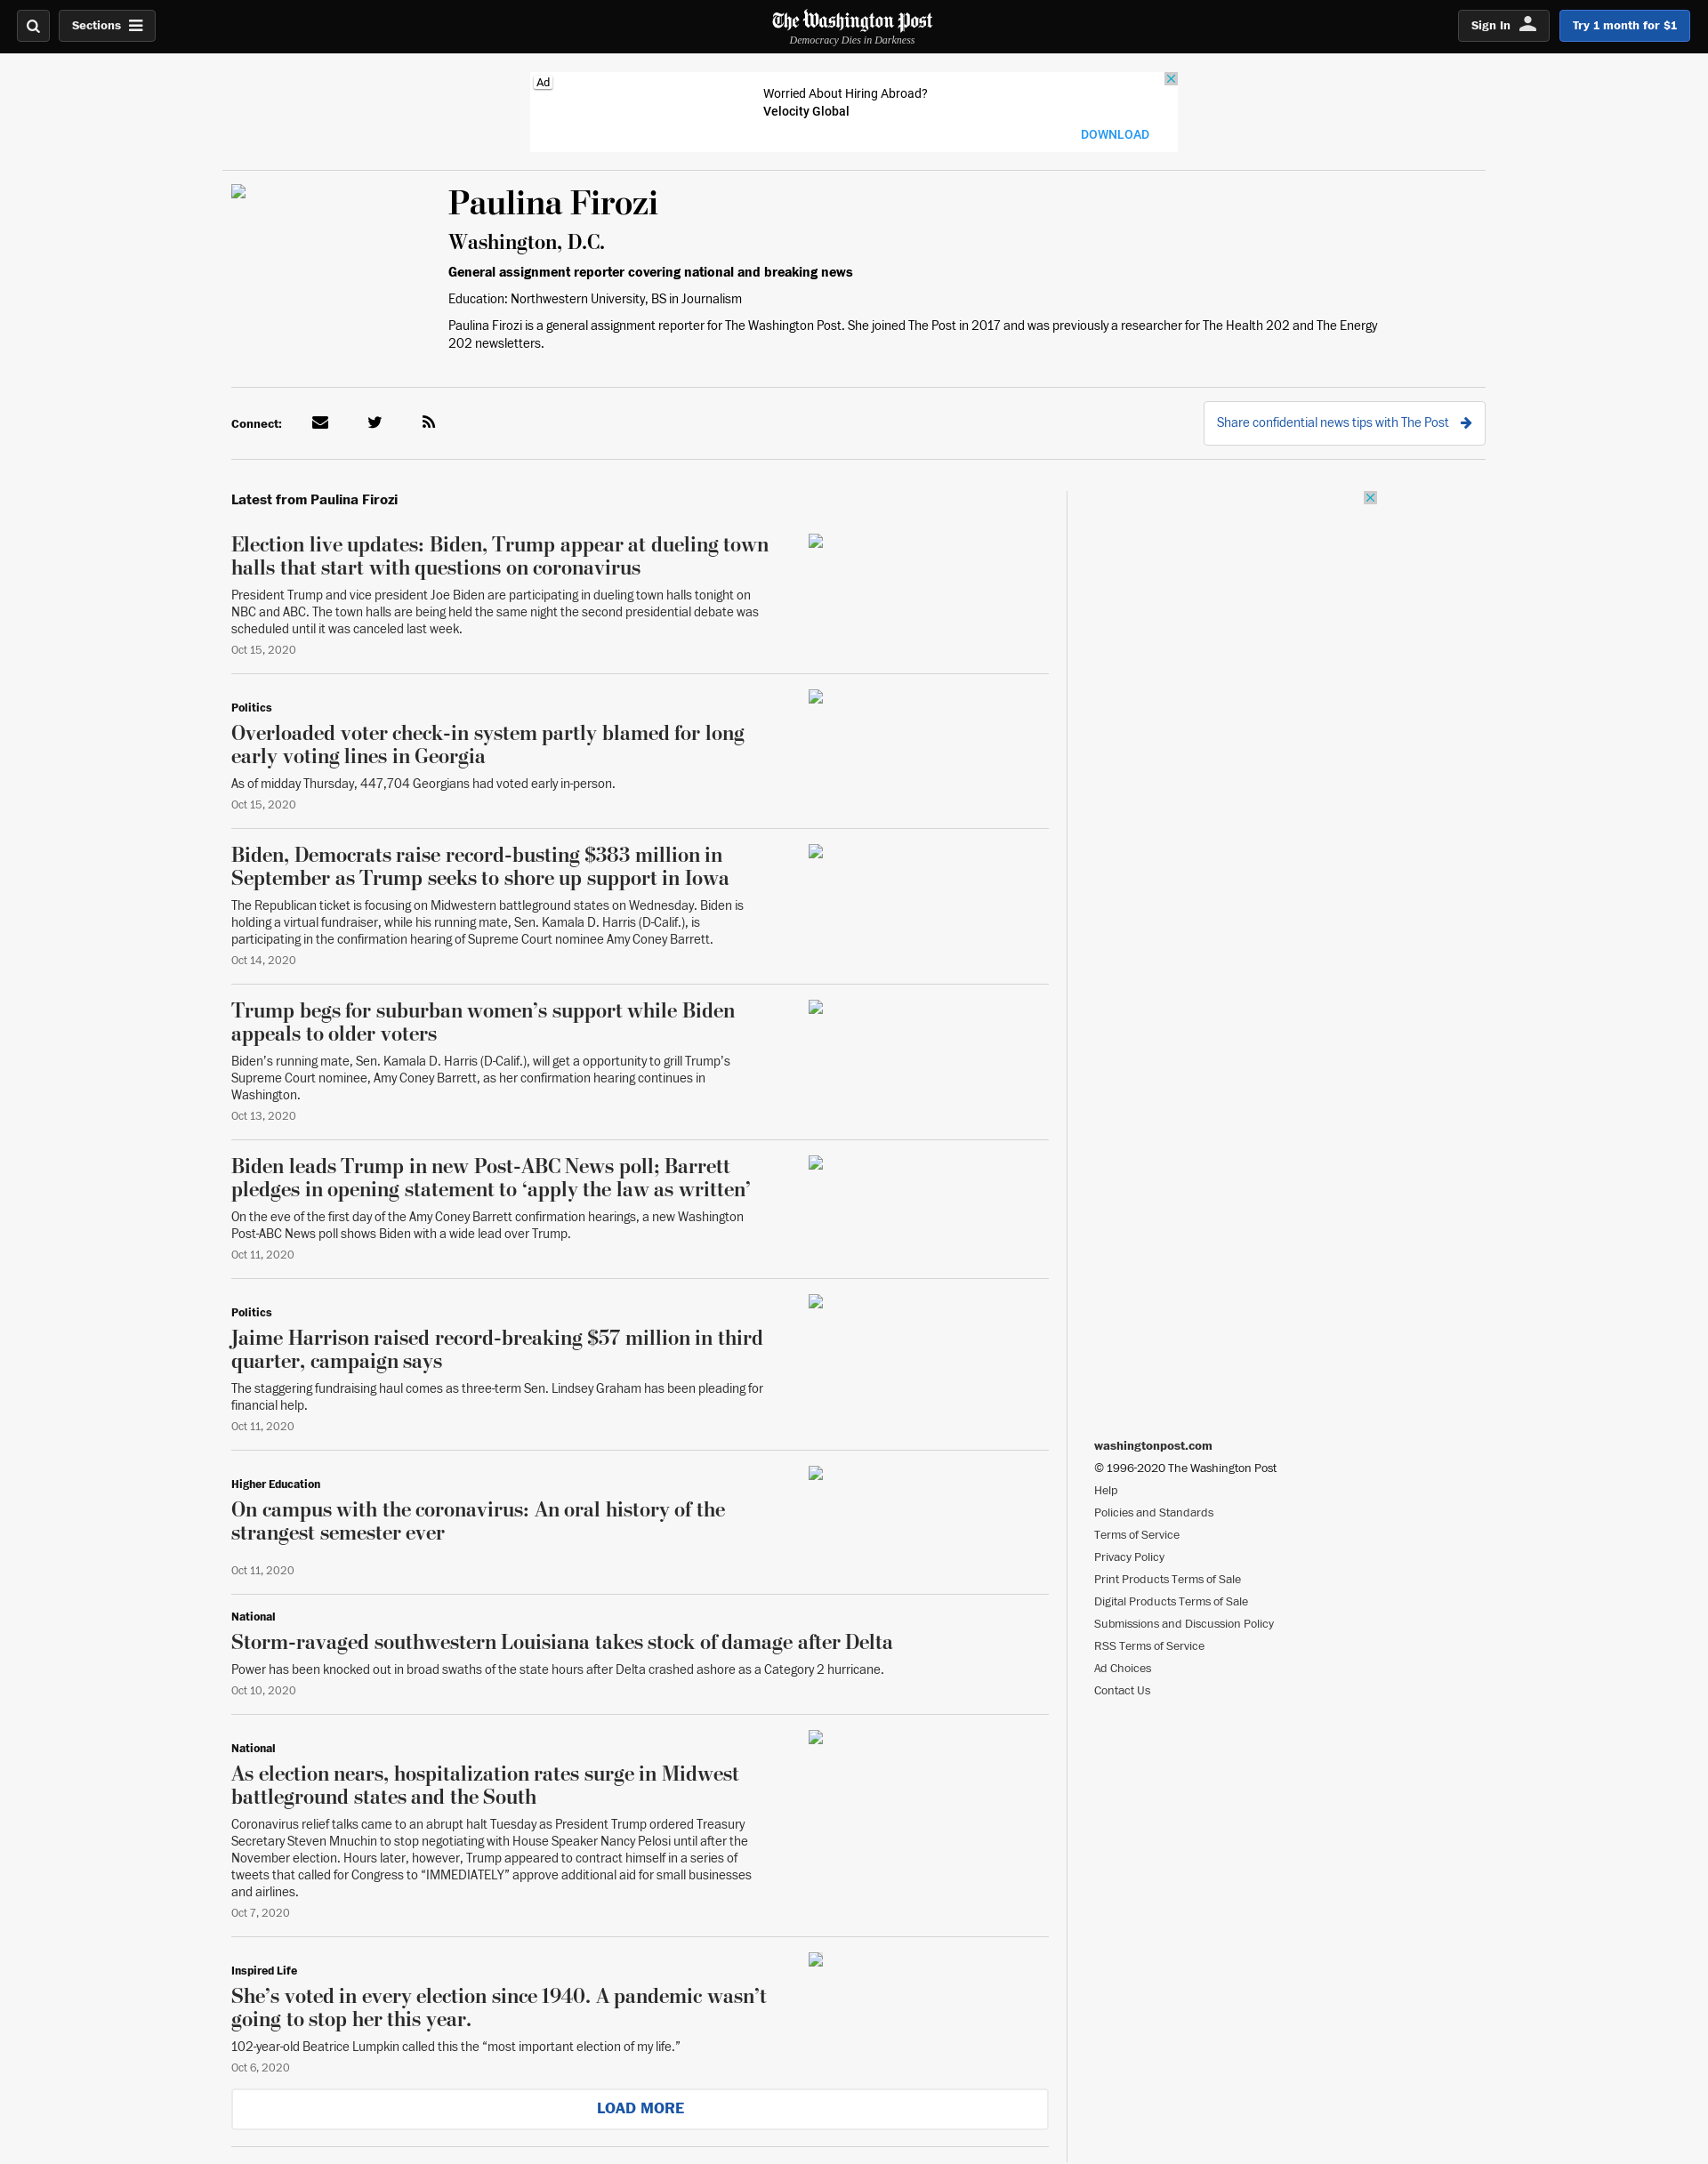 Sections
The Washington Post
Democracy Dies in Darkness
Sign In
Try 1 month for $1
Ad
Worried About Hiring Abroad?
Velocity Global
DOWNLOAD
Paulina Firozi
Washington, D.C.
General assignment reporter covering national and breaking news
Education: Northwestern University, BS in Journalism
Paulina Firozi is a general assignment reporter for The Washington Post. She joined The Post in 2017 and was previously a researcher for The Health 202 and The Energy
202 newsletters.
Connect:
Share confidential news tips with The Post
Latest from Paulina Firozi
Election live updates: Biden, Trump appear at dueling town
halls that start with questions on coronavirus
President Trump and vice president Joe Biden are participating in dueling town halls tonight on
NBC and ABC. The town halls are being held the same night the second presidential debate was
scheduled until it was canceled last week.
Oct 15, 2020
Politics
Overloaded voter check-in system partly blamed for long
early voting lines in Georgia
As of midday Thursday, 447,704 Georgians had voted early in-person.
Oct 15, 2020
Biden, Democrats raise record-busting $383 million in
September as Trump seeks to shore up support in Iowa
The Republican ticket is focusing on Midwestern battleground states on Wednesday. Biden is
holding a virtual fundraiser, while his running mate, Sen. Kamala D. Harris (D-Calif.), is
participating in the confirmation hearing of Supreme Court nominee Amy Coney Barrett.
Oct 14, 2020
Trump begs for suburban women’s support while Biden
appeals to older voters
Biden’s running mate, Sen. Kamala D. Harris (D-Calif.), will get a opportunity to grill Trump’s
Supreme Court nominee, Amy Coney Barrett, as her confirmation hearing continues in
Washington.
Oct 13, 2020
Biden leads Trump in new Post-ABC News poll; Barrett
pledges in opening statement to ‘apply the law as written’
On the eve of the first day of the Amy Coney Barrett confirmation hearings, a new Washington
Post-ABC News poll shows Biden with a wide lead over Trump.
Oct 11, 2020
Politics
Jaime Harrison raised record-breaking $57 million in third
quarter, campaign says
The staggering fundraising haul comes as three-term Sen. Lindsey Graham has been pleading for
financial help.
Oct 11, 2020
Higher Education
On campus with the coronavirus: An oral history of the
strangest semester ever
Oct 11, 2020
National
Storm-ravaged southwestern Louisiana takes stock of damage after Delta
Power has been knocked out in broad swaths of the state hours after Delta crashed ashore as a Category 2 hurricane.
Oct 10, 2020
National
As election nears, hospitalization rates surge in Midwest
battleground states and the South
Coronavirus relief talks came to an abrupt halt Tuesday as President Trump ordered Treasury
Secretary Steven Mnuchin to stop negotiating with House Speaker Nancy Pelosi until after the
November election. Hours later, however, Trump appeared to contract himself in a series of
tweets that called for Congress to “IMMEDIATELY” approve additional aid for small businesses
and airlines.
Oct 7, 2020
Inspired Life
She’s voted in every election since 1940. A pandemic wasn’t
going to stop her this year.
102-year-old Beatrice Lumpkin called this the “most important election of my life.”
Oct 6, 2020
LOAD MORE
washingtonpost.com
© 1996-2020 The Washington Post
Help
Policies and Standards
Terms of Service
Privacy Policy
Print Products Terms of Sale
Digital Products Terms of Sale
Submissions and Discussion Policy
RSS Terms of Service
Ad Choices
Contact Us